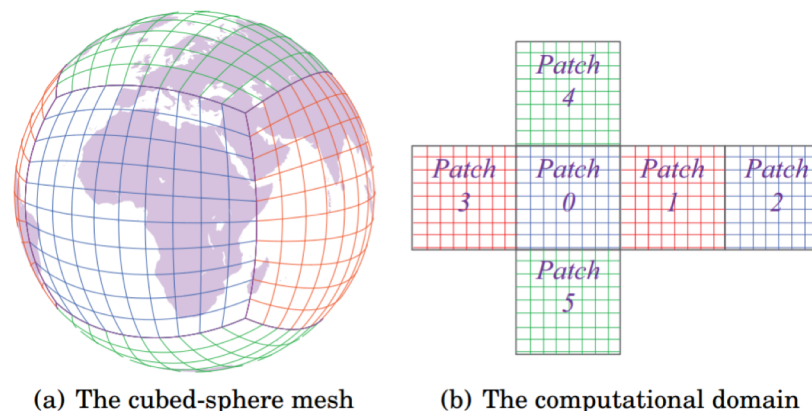 Patch
4
Patch
3
Patch
0
Patch
1
Patch
2
Patch
5
(a) The cubed-sphere mesh
(b) The computational domain